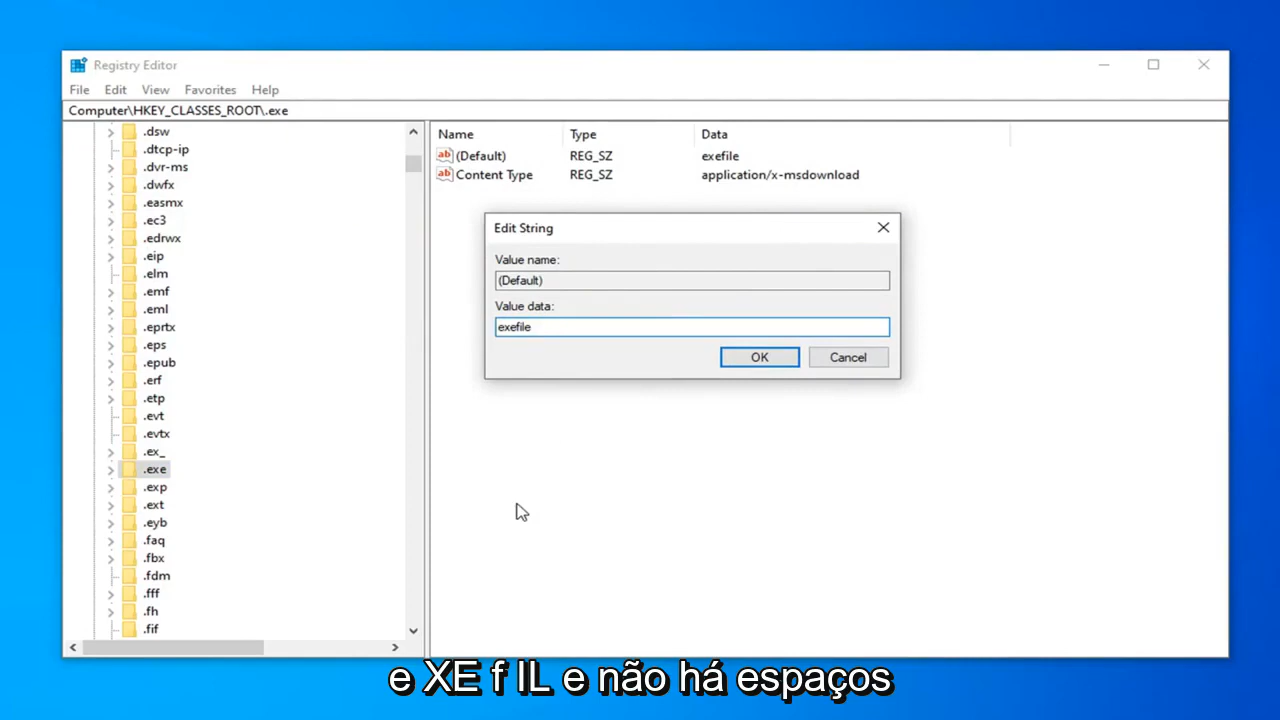 Registry Editor
File Edit View Favorites Help
Computer\HKEY_CLASSES_ROOT\.exe
.dsw
.dtcp-ip
.dvr-ms
.dwfx
.easmx
.ec3
.edrwx
.eip
.elm
.emf
.eml
.eprtx
.eps
.epub
.erf
.etp
.evt
.evtx
.ex_
.exe
.exp
.ext
.eyb
.faq
.fbx
.fdm
.fff
.fh
.fif
Name Type Data
ab (Default) REG_SZ exefile
ab Content Type REG_SZ application/x-msdownload
Edit String
Value name:
(Default)
Value data:
exefile
OK Cancel
e XE f IL e não há espaços